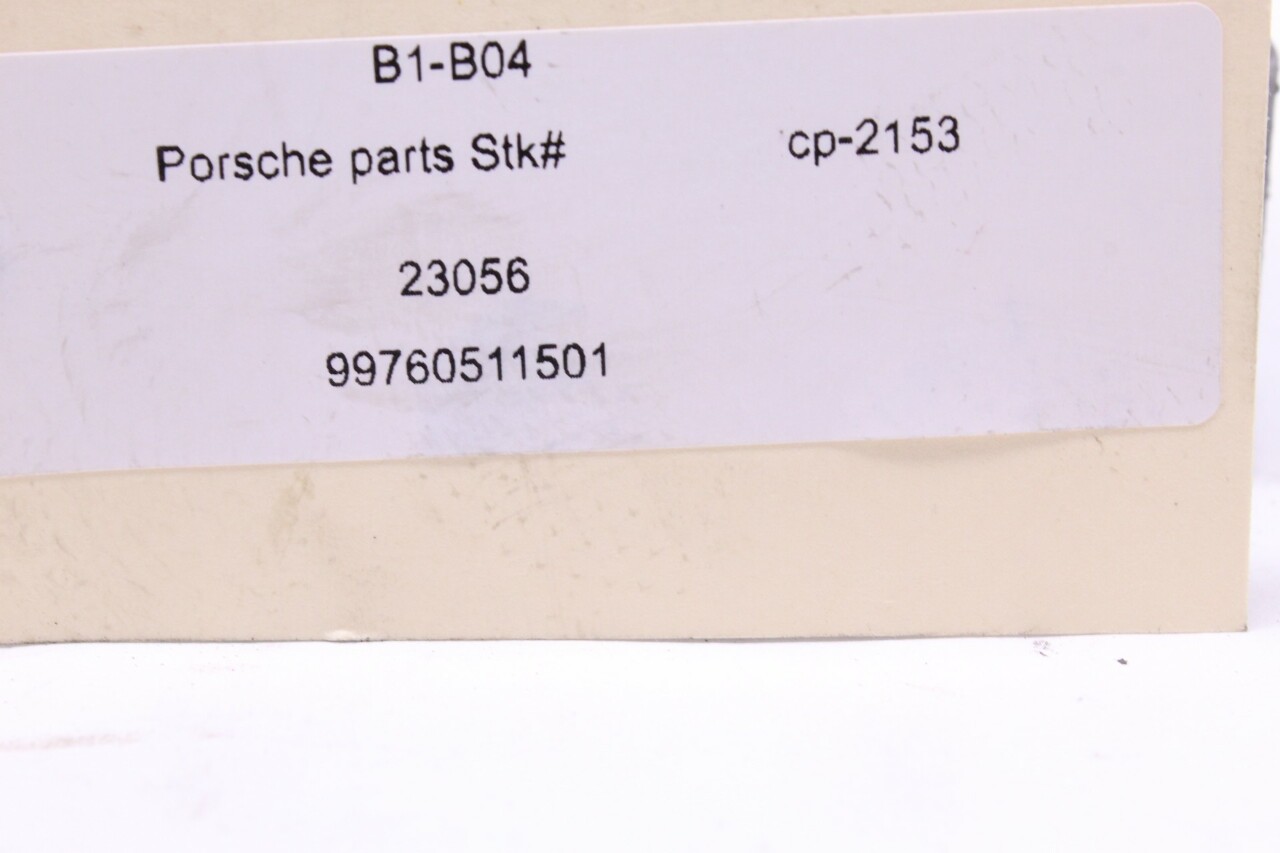 B1-B04
Porsche parts Stk# cp-2153
23056
99760511501